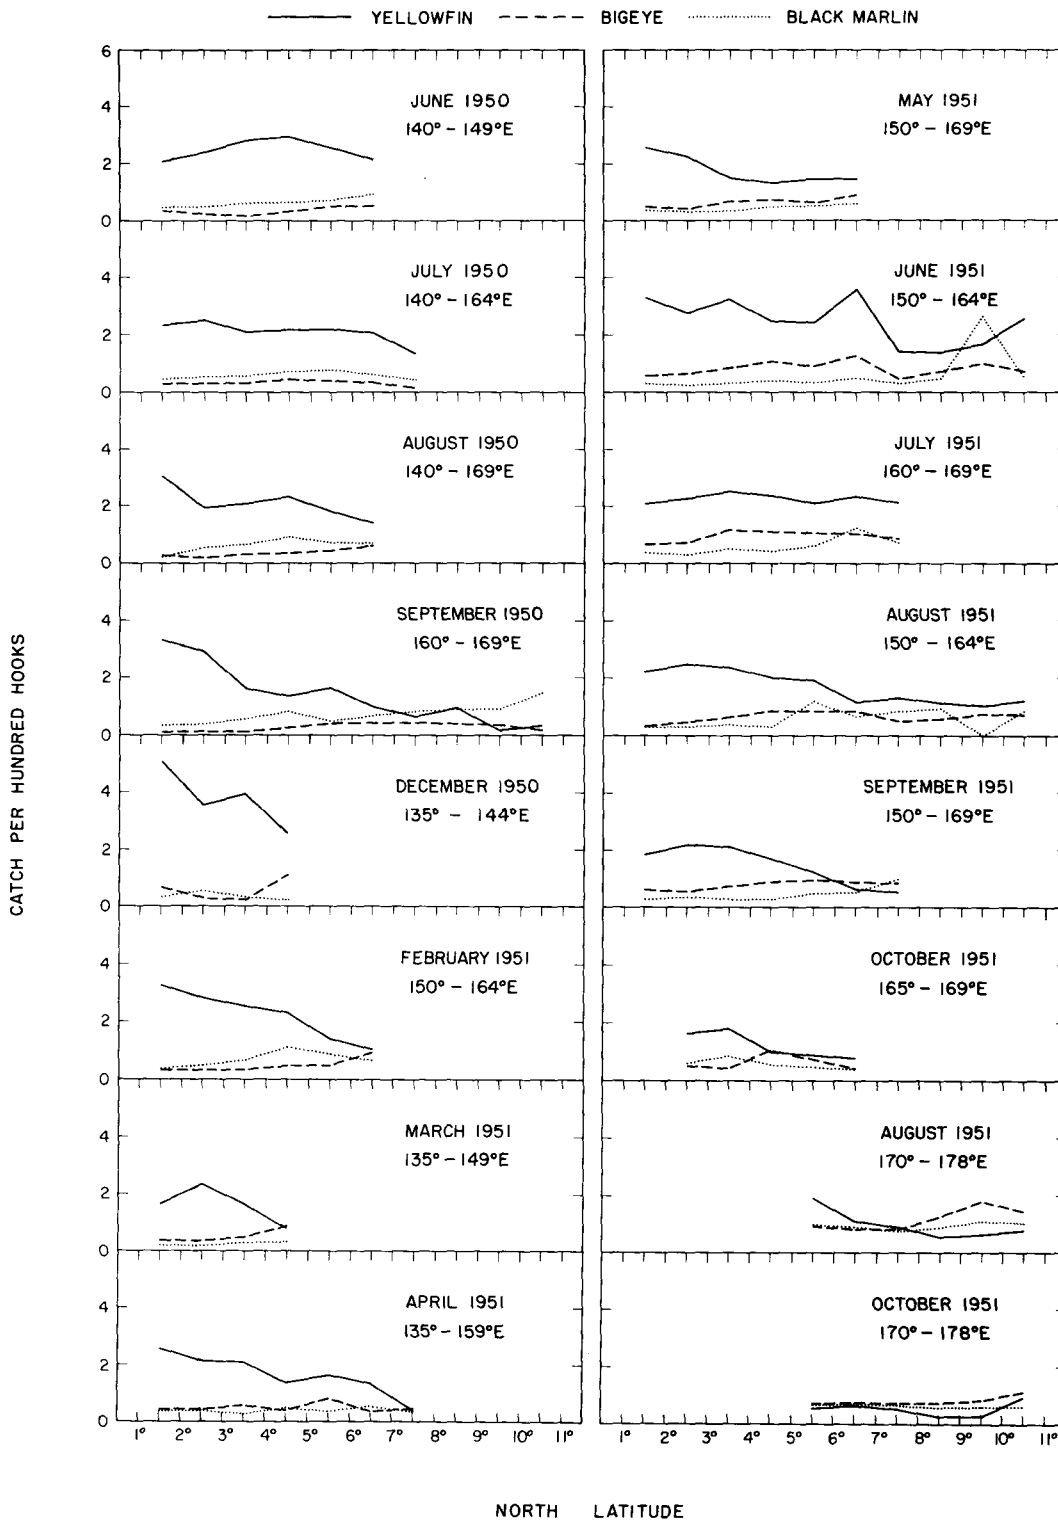 YELLOWFIN BIGEYE BLACK MARLIN
CATCH PER HUNDRED HOOKS
6
4
2
0
JUNE 1950
140° – 149°E
4
2
0
JULY 1950
140° – 164°E
4
2
0
AUGUST 1950
140° – 169°E
4
2
0
SEPTEMBER 1950
160° – 169°E
4
2
0
DECEMBER 1950
135° – 144°E
4
2
0
FEBRUARY 1951
150° – 164°E
4
2
0
MARCH 1951
135° – 149°E
4
2
0
APRIL 1951
135° – 159°E
1° 2° 3° 4° 5° 6° 7° 8° 9° 10° 11°
MAY 1951
150° – 169°E
JUNE 1951
150° – 164°E
JULY 1951
160° – 169°E
AUGUST 1951
150° – 164°E
SEPTEMBER 1951
150° – 169°E
OCTOBER 1951
165° – 169°E
AUGUST 1951
170° – 178°E
OCTOBER 1951
170° – 178°E
1° 2° 3° 4° 5° 6° 7° 8° 9° 10° 11°
NORTH LATITUDE